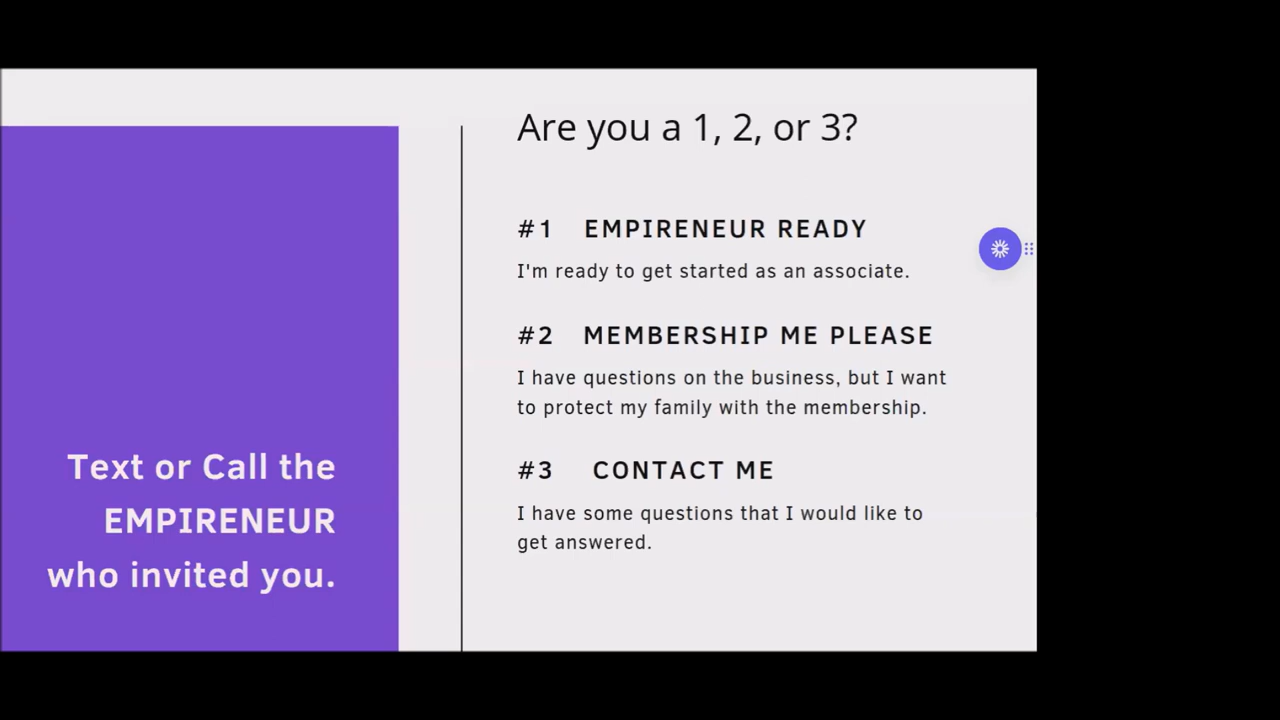 Text or Call the
EMPIRENEUR
who invited you.
Are you a 1, 2, or 3?
#1 EMPIRENEUR READY
I'm ready to get started as an associate.
#2 MEMBERSHIP ME PLEASE
I have questions on the business, but I want
to protect my family with the membership.
#3 CONTACT ME
I have some questions that I would like to
get answered.